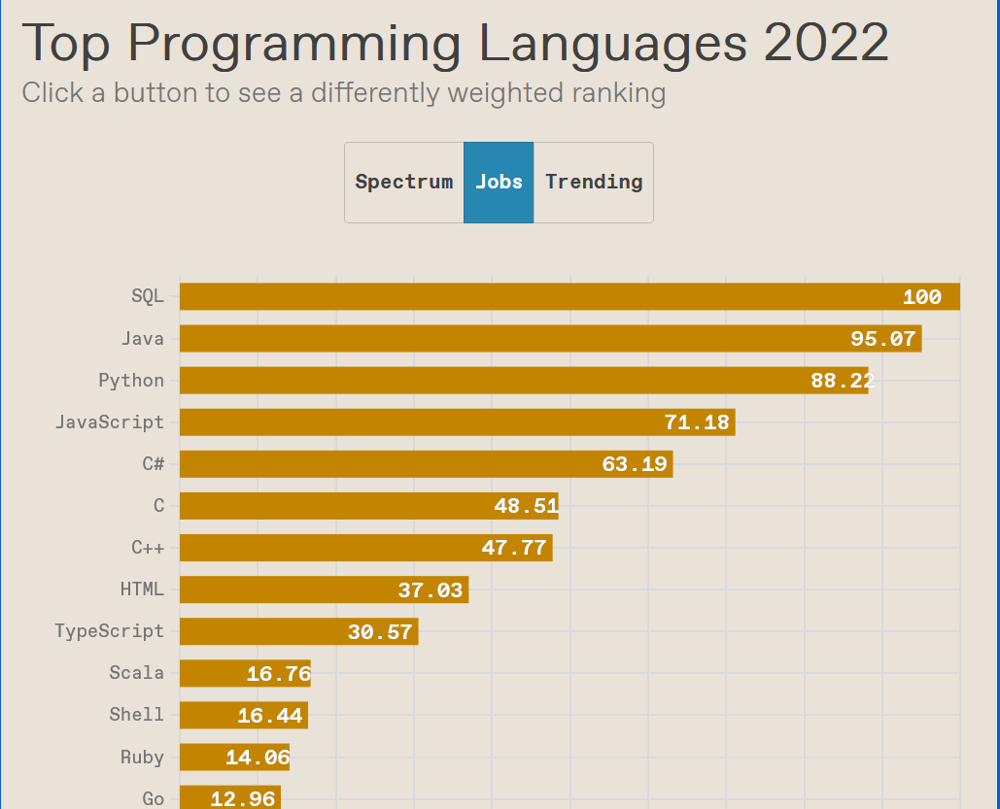 Top Programming Languages 2022
Click a button to see a differently weighted ranking
Spectrum Jobs Trending
SQL 100
Java 95.07
Python 88.22
JavaScript 71.18
C# 63.19
C 48.51
C++ 47.77
HTML 37.03
TypeScript 30.57
Scala 16.76
Shell 16.44
Ruby 14.06
Go 12.96